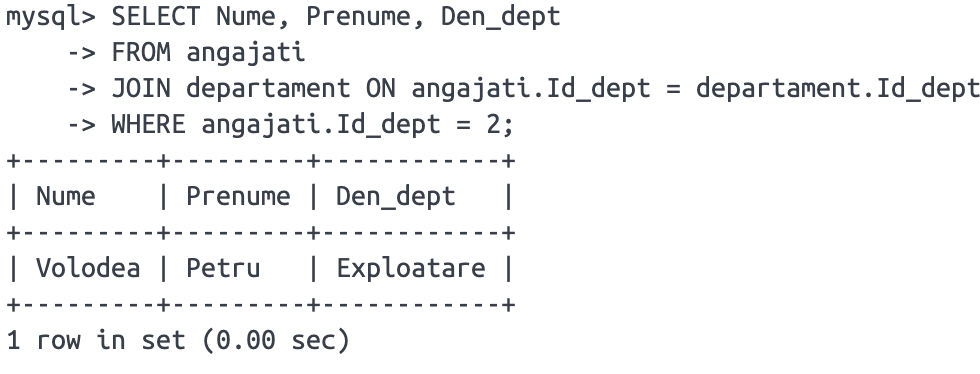 mysql> SELECT Nume, Prenume, Den_dept
    -> FROM angajati
    -> JOIN departament ON angajati.Id_dept = departament.Id_dept
    -> WHERE angajati.Id_dept = 2;
+---------+---------+------------+
| Nume    | Prenume | Den_dept   |
+---------+---------+------------+
| Volodea | Petru   | Exploatare |
+---------+---------+------------+
1 row in set (0.00 sec)